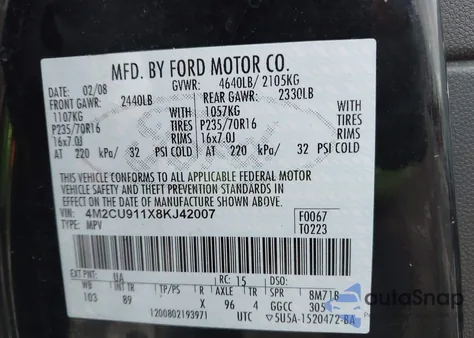 MFD. BY FORD MOTOR CO.
DATE: 02/08 GVWR: 4640LB/ 2105KG
FRONT GAWR: 2440LB REAR GAWR: 2330LB
1107KG WITH 1057KG WITH
P235/70R16 TIRES P235/70R16 TIRES
16x7.0J RIMS 16x7.0J RIMS
AT 220 kPa/ 32 PSI COLD AT 220 kPa/ 32 PSI COLD
THIS VEHICLE CONFORMS TO ALL APPLICABLE FEDERAL MOTOR
VEHICLE SAFETY AND THEFT PREVENTION STANDARDS IN
EFFECT ON THE DATE OF MANUFACTURE SHOWN ABOVE.
VIN: 4M2CU911X8KJ42007 F0067
TYPE: MPV T0223
EXT PNT: UA RC: 15 DSO:
WB INT TR TP/PS R AX TR SPR 8M71B
103 89 X 96 4 GGCC 305
1200802193971 UTC ▽5U5A-1520472-BA
autoSnap